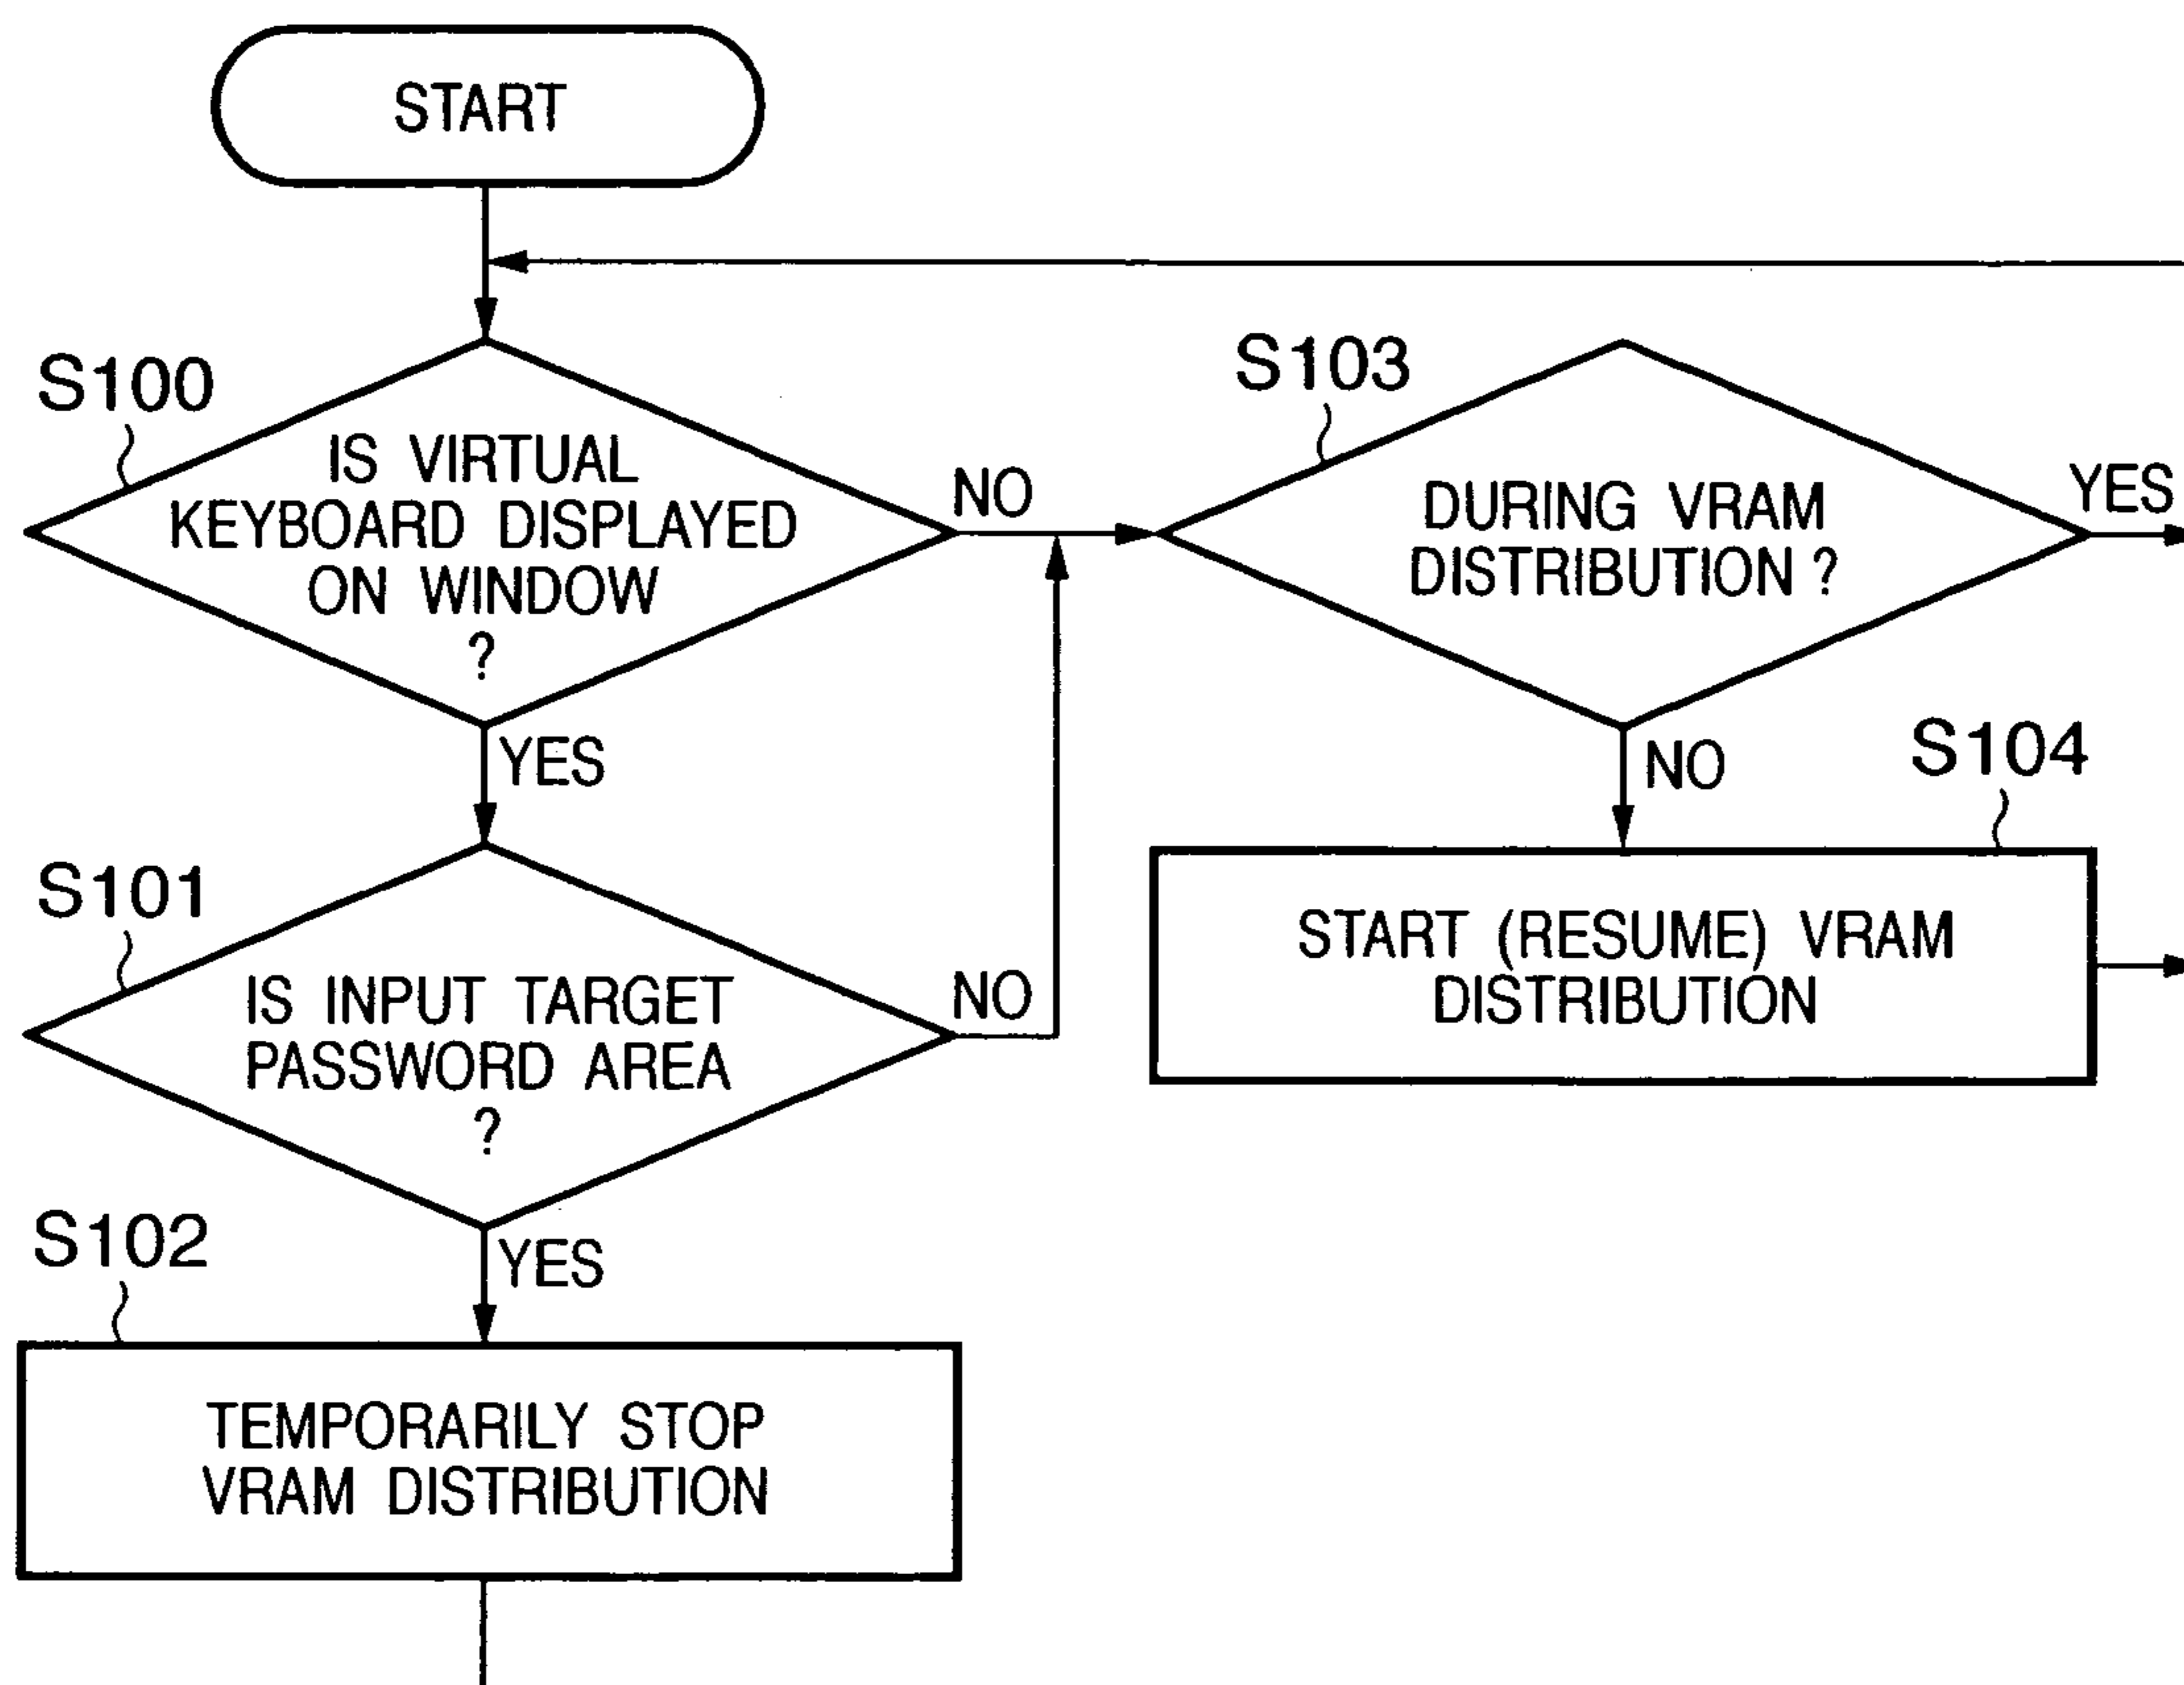 START
S100
IS VIRTUAL
KEYBOARD DISPLAYED
ON WINDOW
?
NO
YES
S103
DURING VRAM
DISTRIBUTION ?
YES
NO
S101
IS INPUT TARGET
PASSWORD AREA
?
NO
YES
S104
START (RESUME) VRAM
DISTRIBUTION
S102
TEMPORARILY STOP
VRAM DISTRIBUTION